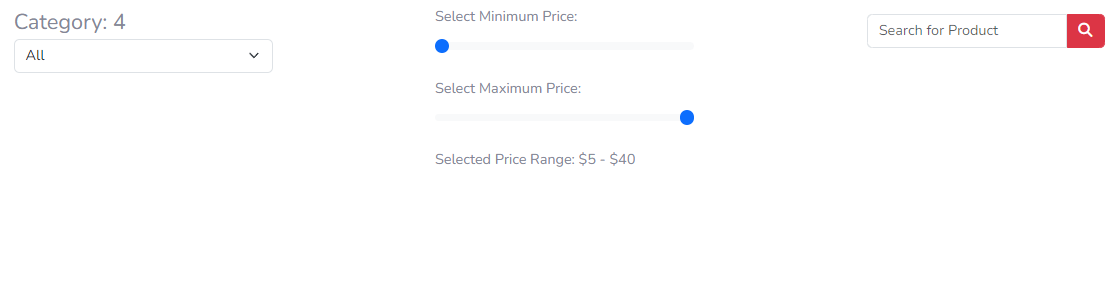 Category: 4
All
Select Minimum Price:
Select Maximum Price:
Selected Price Range: $5 - $40
Search for Product